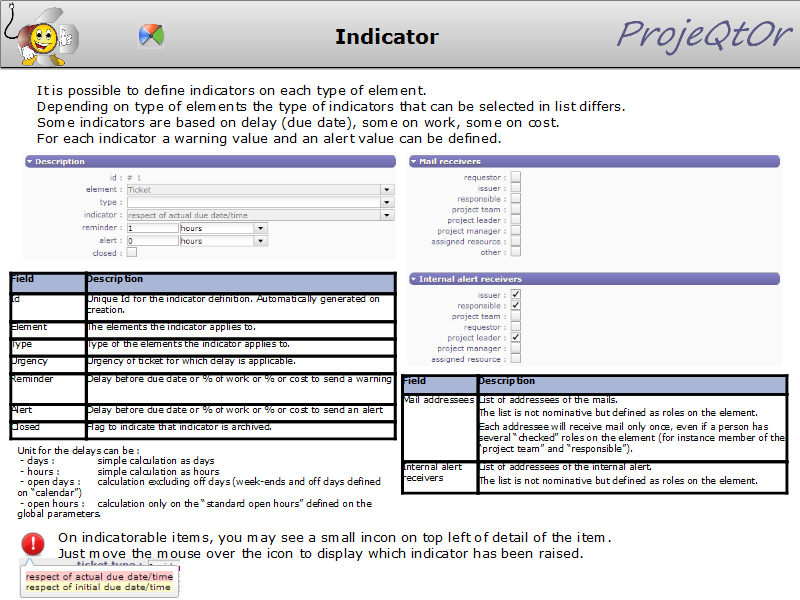 Indicator
ProjeQtOr
It is possible to define indicators on each type of element.
Depending on type of elements the type of indicators that can be selected in list differs.
Some indicators are based on delay (due date), some on work, some on cost.
For each indicator a warning value and an alert value can be defined.
Description
id : # 1
element : Ticket
type :
indicator : respect of actual due date/time
reminder : 1 hours
alert : 0 hours
closed :
Mail receivers
requestor :
issuer :
responsible :
project team :
project leader :
project manager :
assigned resource :
other :
Internal alert receivers
issuer :
responsible :
project team :
requestor :
project leader :
project manager :
assigned resource :
Field Description
Id Unique Id for the indicator definition. Automatically generated on
creation.
Element The elements the indicator applies to.
Type Type of the elements the indicator applies to.
Urgency Urgency of ticket for which delay is applicable.
Reminder Delay before due date or % of work or % or cost to send a warning
Alert Delay before due date or % of work or % or cost to send an alert
Closed Flag to indicate that indicator is archived.
Field Description
Mail addressees List of addressees of the mails.
The list is not nominative but defined as roles on the element.
Each addressee will receive mail only once, even if a person has
several “checked” roles on the element (for instance member of the
“project team” and “responsible”).
Internal alert
receivers
List of addressees of the internal alert.
The list is not nominative but defined as roles on the element.
Unit for the delays can be :
- days : simple calculation as days
- hours : simple calculation as hours
- open days : calculation excluding off days (week-ends and off days defined
on “calendar”)
- open hours : calculation only on the “standard open hours” defined on the
global parameters.
On indicatorable items, you may see a small incon on top left of detail of the item.
Just move the mouse over the icon to display which indicator has been raised.
ticket type :
respect of actual due date/time
respect of initial due date/time